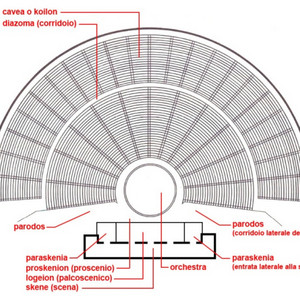 cavea o koilon
diazoma (corridoio)
parodos
parodos
(corridoio laterale de
paraskenia
proskenion (proscenio)
logeion (palcoscenico)
skene (scena)
orchestra
paraskenia
(entrata laterale alla s